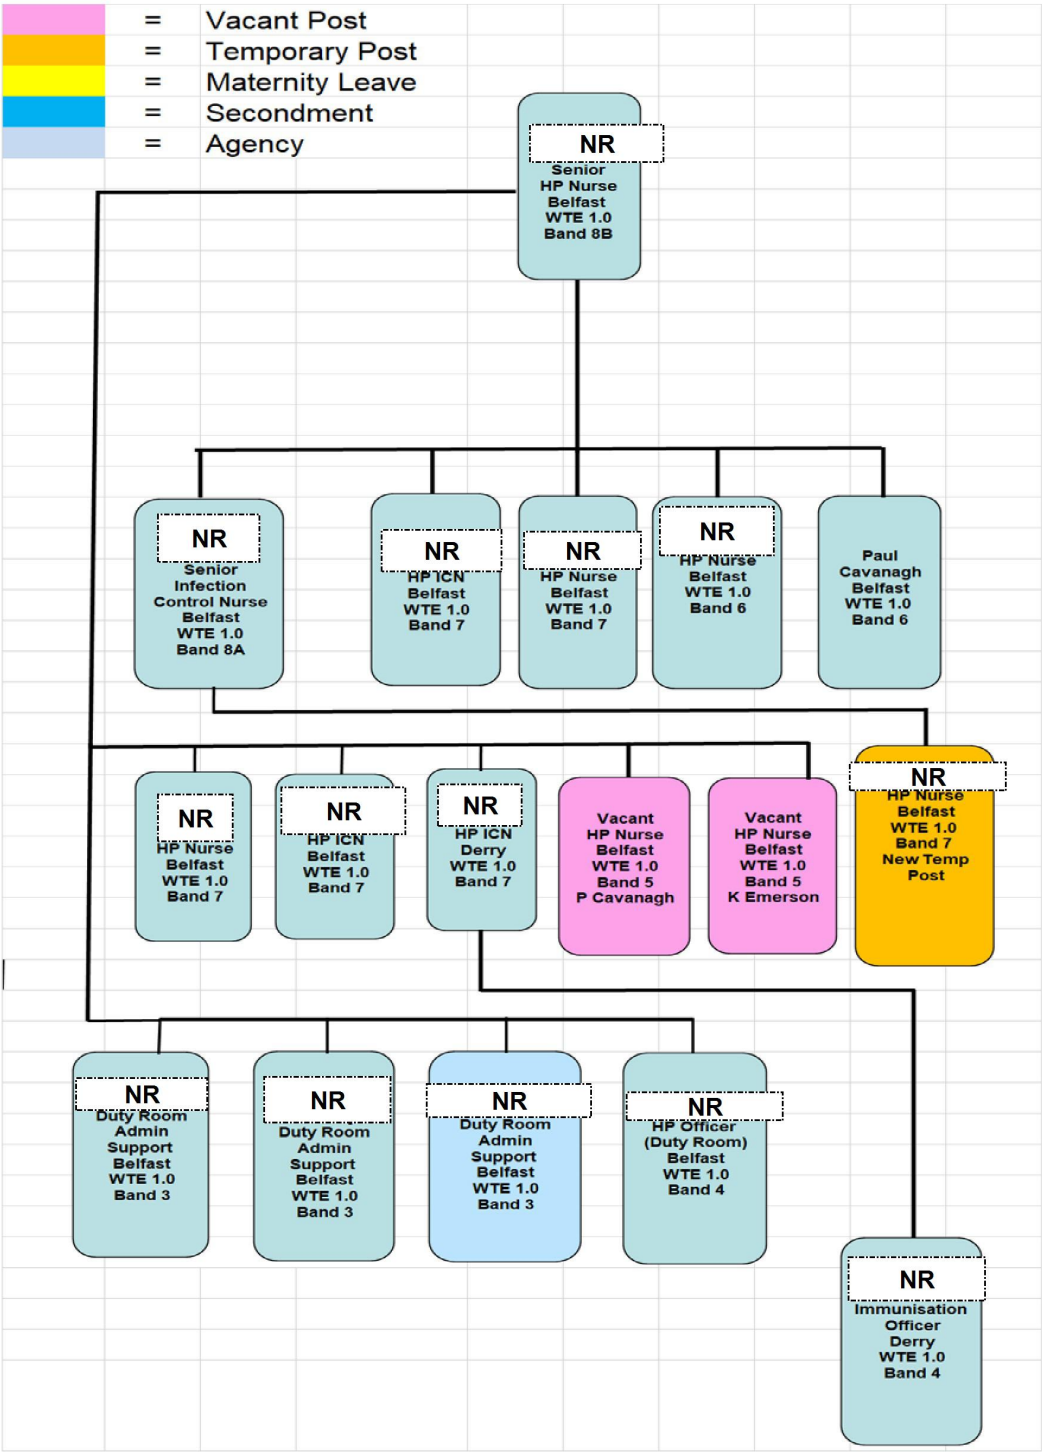 = Vacant Post
= Temporary Post
= Maternity Leave
= Secondment
= Agency
NR
Senior
HP Nurse
Belfast
WTE 1.0
Band 8B
NR
Senior
Infection
Control Nurse
Belfast
WTE 1.0
Band 8A
NR
HP ICN
Belfast
WTE 1.0
Band 7
NR
HP Nurse
Belfast
WTE 1.0
Band 7
NR
HP Nurse
Belfast
WTE 1.0
Band 6
Paul
Cavanagh
Belfast
WTE 1.0
Band 6
NR
HP Nurse
Belfast
WTE 1.0
Band 7
NR
HP ICN
Belfast
WTE 1.0
Band 7
NR
HP ICN
Derry
WTE 1.0
Band 7
Vacant
HP Nurse
Belfast
WTE 1.0
Band 5
P Cavanagh
Vacant
HP Nurse
Belfast
WTE 1.0
Band 5
K Emerson
NR
HP Nurse
Belfast
WTE 1.0
Band 7
New Temp
Post
NR
Duty Room
Admin
Support
Belfast
WTE 1.0
Band 3
NR
Duty Room
Admin
Support
Belfast
WTE 1.0
Band 3
NR
Duty Room
Admin
Support
Belfast
WTE 1.0
Band 3
NR
HP Officer
(Duty Room)
Belfast
WTE 1.0
Band 4
NR
Immunisation
Officer
Derry
WTE 1.0
Band 4